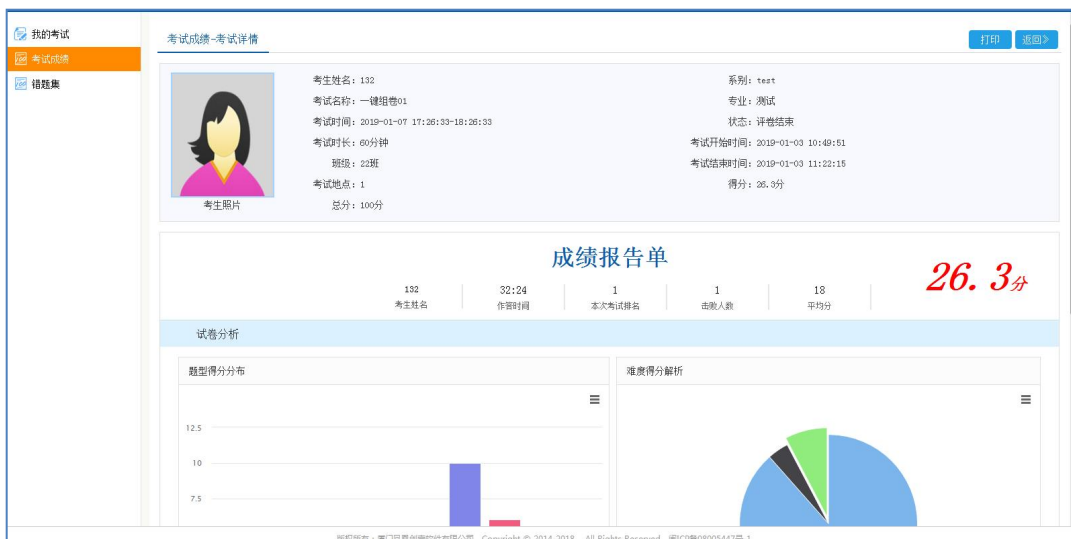 我的考试
考试成绩
错题集
考试成绩-考试详情
打印
返回》
考生姓名：132
系别：test
考试名称：一键组卷01
专业：测试
考试时间：2019-01-07 17:26:33-18:26:33
状态：评卷结束
考试时长：60分钟
考试开始时间：2019-01-03 10:49:51
班级：22班
考试结束时间：2019-01-03 11:22:15
考试地点：1
得分：26.3分
考生照片
总分：100分
成绩报告单
26.3分
132
32:24
1
1
18
考生姓名
作答时间
本次考试排名
击败人数
平均分
试卷分析
题型得分分布
难度得分解析
12.5
10
7.5
Copyright © 2014-2018 All Rights Reserved